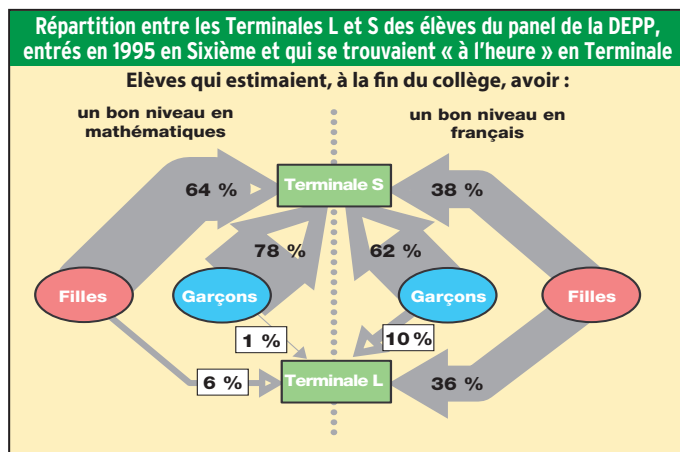 Répartition entre les Terminales L et S des élèves du panel de la DEPP,
entrés en 1995 en Sixième et qui se trouvaient « à l'heure » en Terminale
Elèves qui estimaient, à la fin du collège, avoir :
un bon niveau en
mathématiques
un bon niveau en
français
64 %
Terminale S
38 %
78 %
62 %
Filles
Garçons
Garçons
Filles
1 %
10 %
6 %
Terminale L
36 %